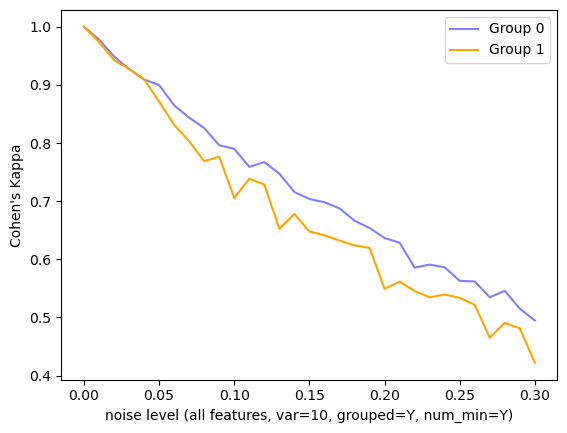 Group 0
Group 1
1.0
0.9
0.8
0.7
0.6
0.5
0.4
Cohen's Kappa
0.00 0.05 0.10 0.15 0.20 0.25 0.30
noise level (all features, var=10, grouped=Y, num_min=Y)